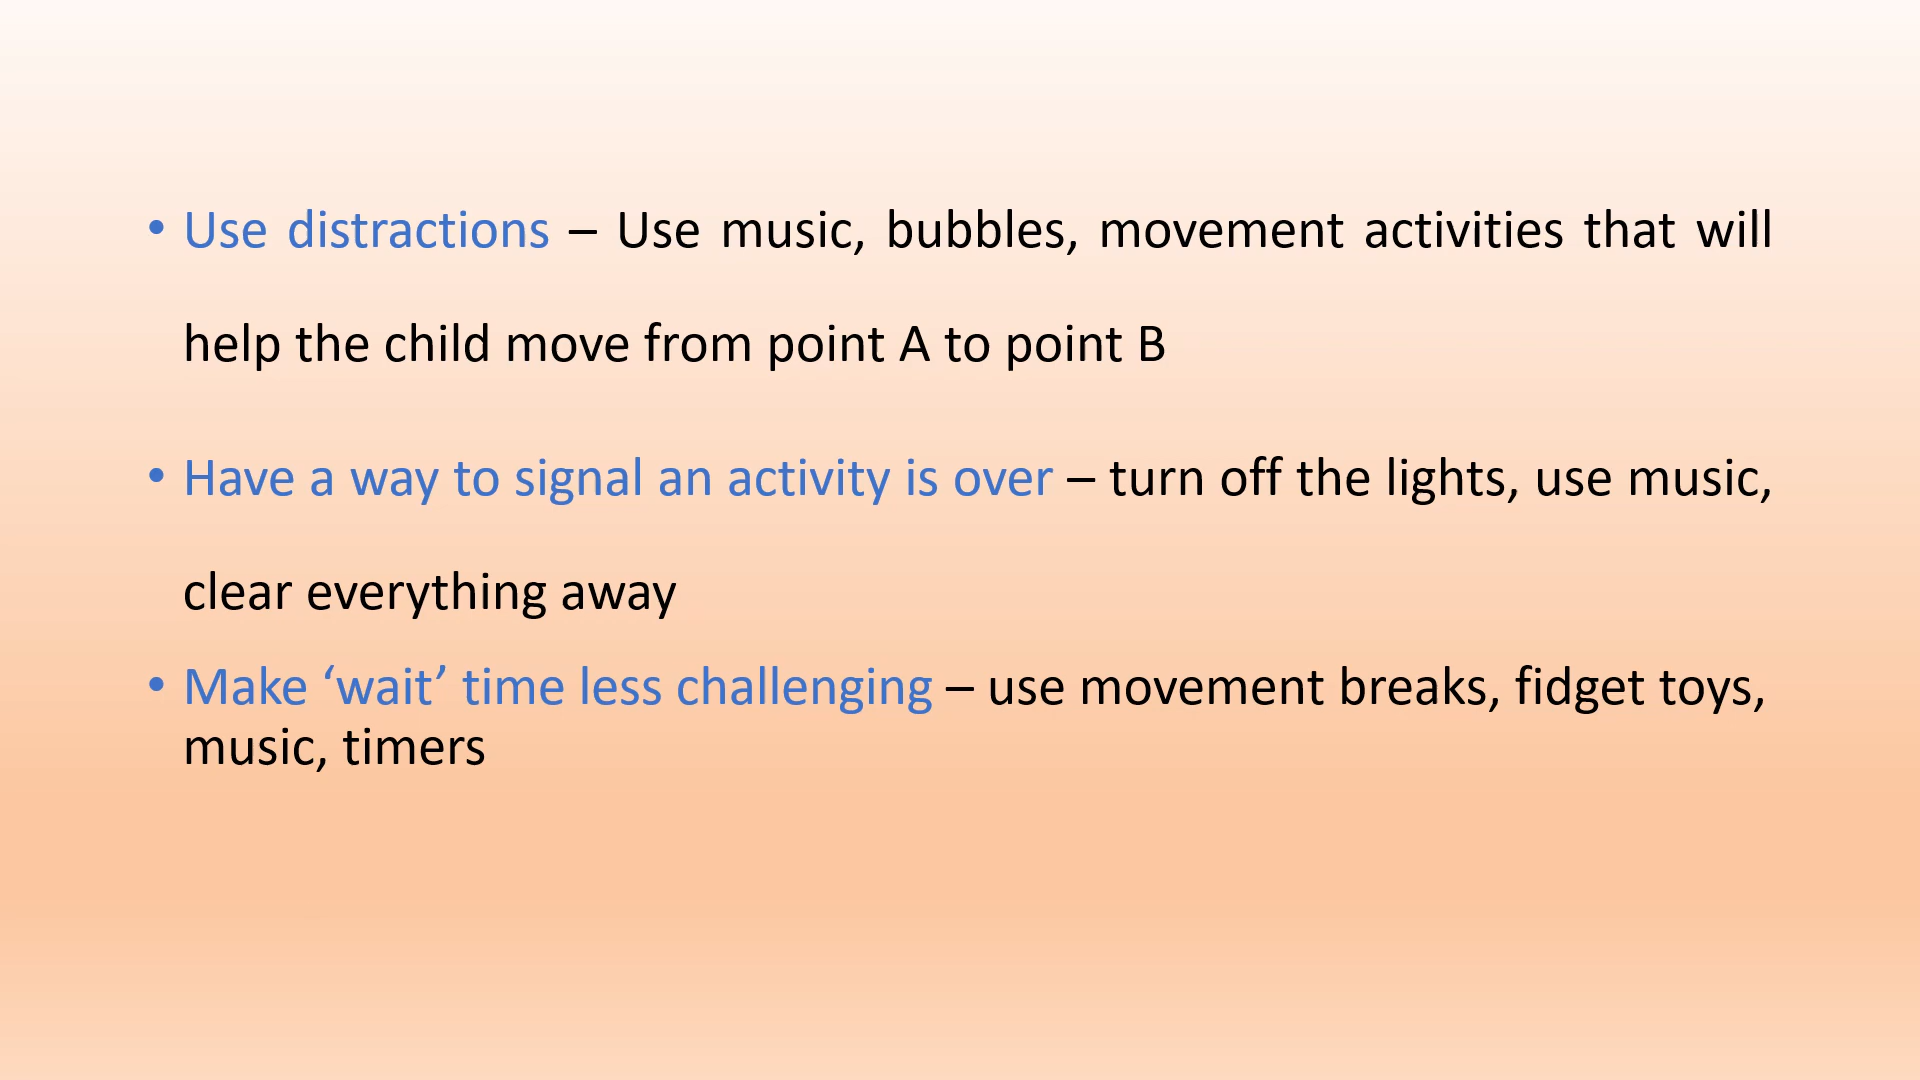 • Use distractions – Use music, bubbles, movement activities that will
help the child move from point A to point B
• Have a way to signal an activity is over – turn off the lights, use music,
clear everything away
• Make ‘wait’ time less challenging – use movement breaks, fidget toys,
music, timers